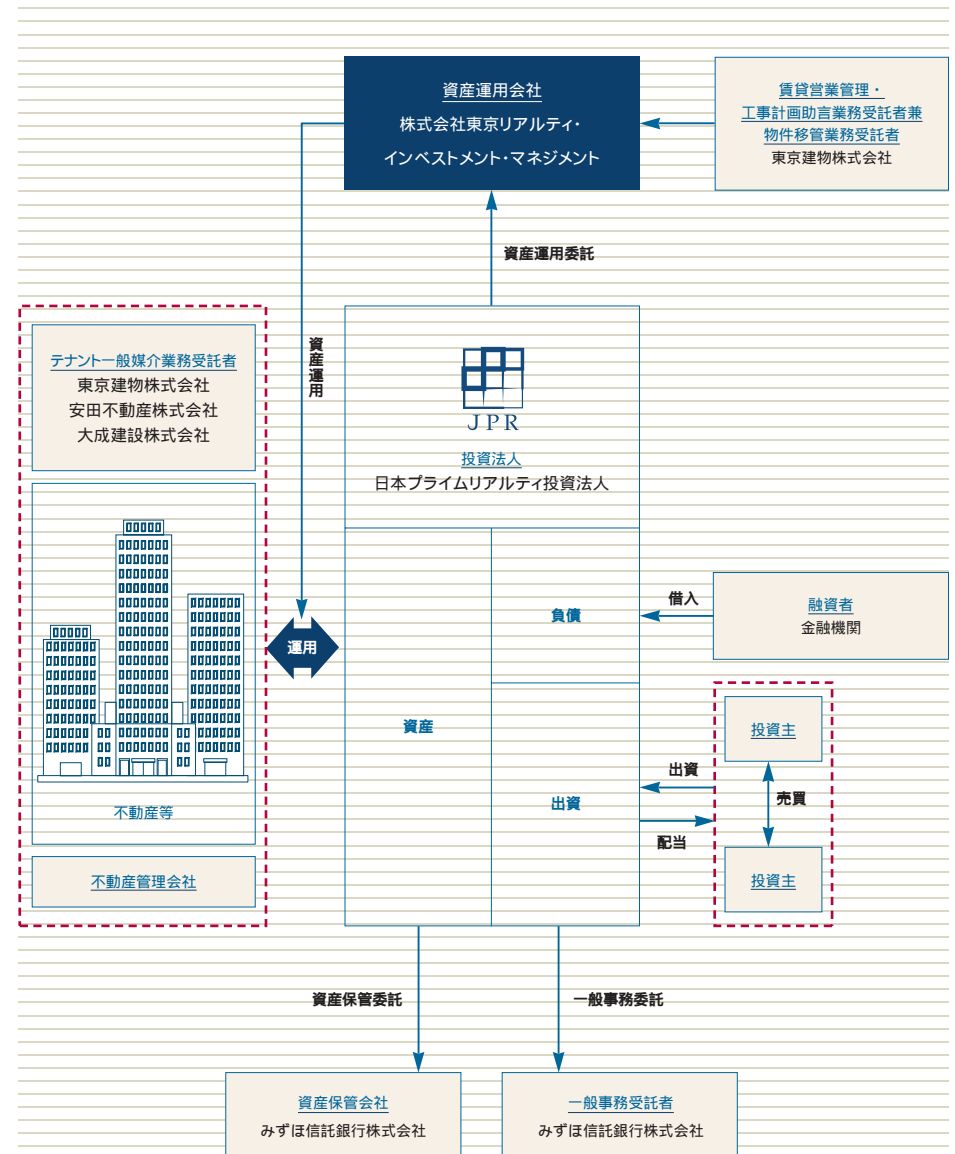 資産運用会社
株式会社東京リアルティ・
インベストメント・マネジメント
賃貸営業管理・
工事計画助言業務受託者兼
物件移管業務受託者
東京建物株式会社
資産運用委託
資産運用
テナント一般媒介業務受託者
東京建物株式会社
安田不動産株式会社
大成建設株式会社
JPR
投資法人
日本プライムリアルティ投資法人
運用
負債
借入
融資者
金融機関
資産
不動産等
不動産管理会社
出資
出資
配当
投資主
売買
投資主
資産保管委託
一般事務委託
資産保管会社
みずほ信託銀行株式会社
一般事務受託者
みずほ信託銀行株式会社